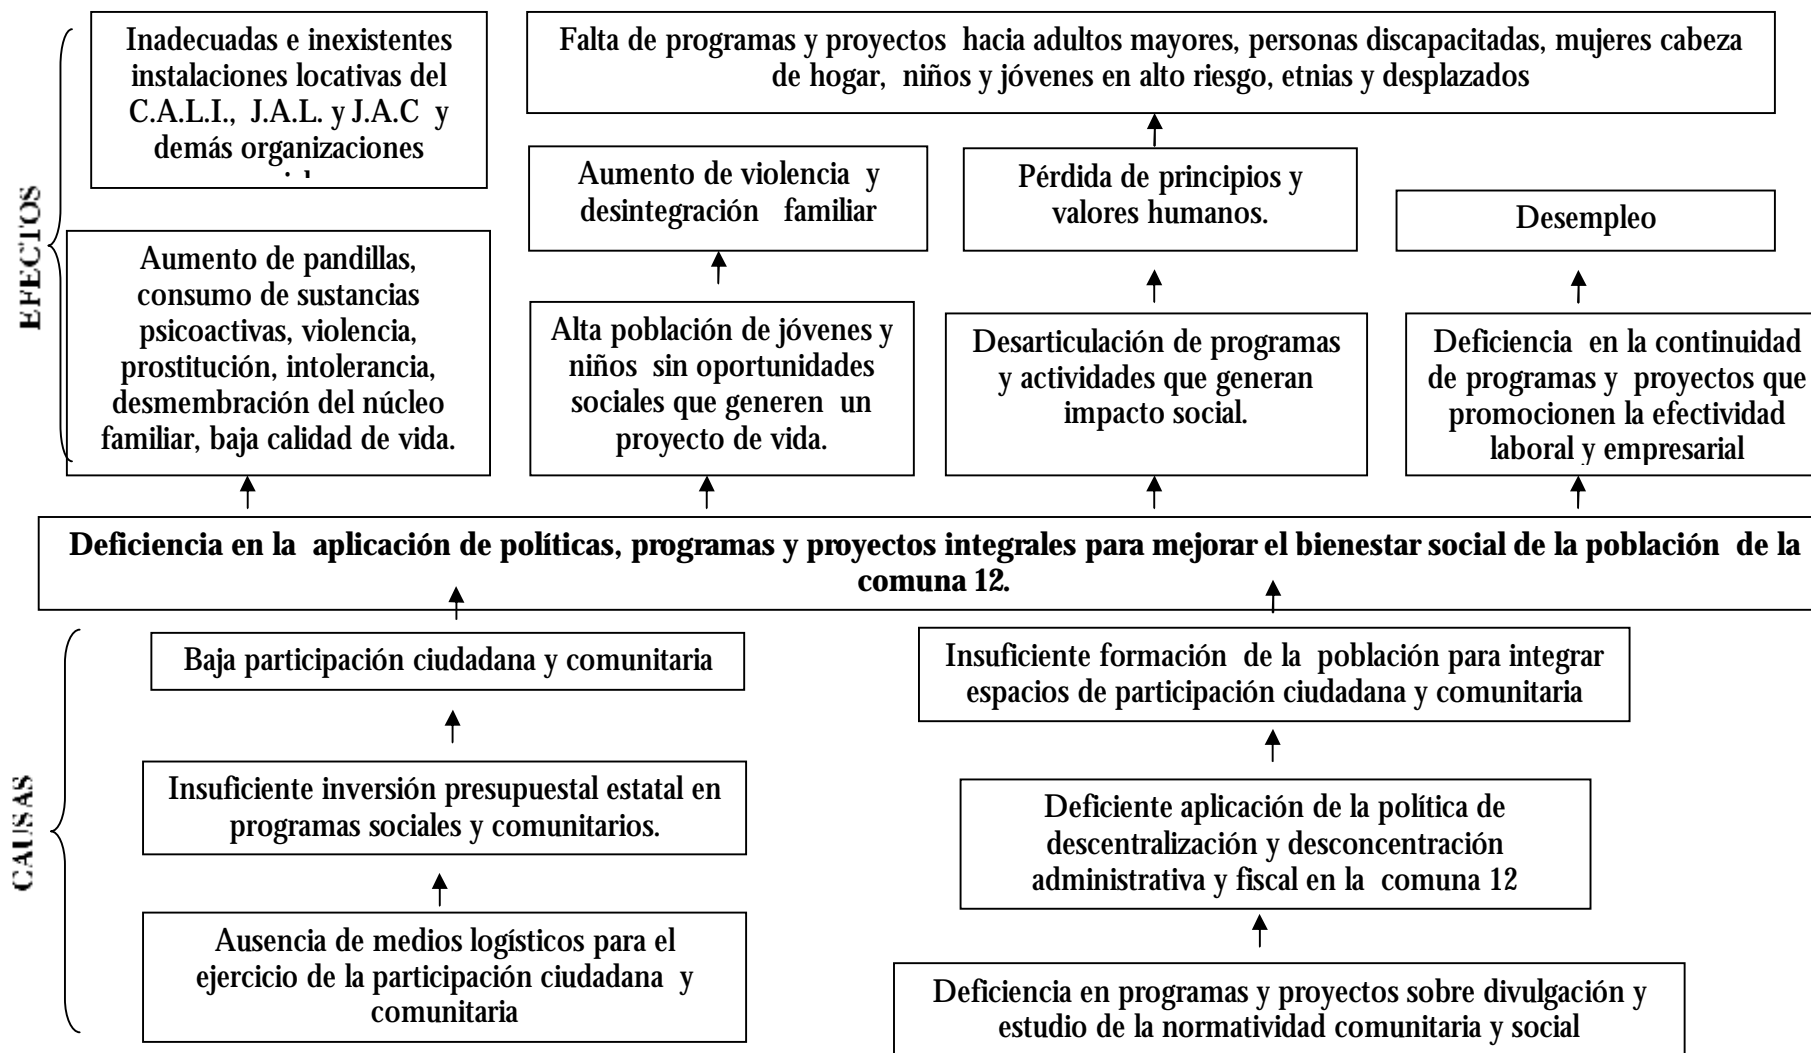 Inadecuadas e inexistentes
instalaciones locativas del
C.A.L.I., J.A.L. y J.A.C y
demás organizaciones
Falta de programas y proyectos hacia adultos mayores, personas discapacitadas, mujeres cabeza
de hogar, niños y jóvenes en alto riesgo, etnias y desplazados
Aumento de violencia y
desintegración familiar
Pérdida de principios y
valores humanos.
Desempleo
EFECTOS
Aumento de pandillas,
consumo de sustancias
psicoactivas, violencia,
prostitución, intolerancia,
desmembración del núcleo
familiar, baja calidad de vida.
Alta población de jóvenes y
niños sin oportunidades
sociales que generen un
proyecto de vida.
Desarticulación de programas
y actividades que generan
impacto social.
Deficiencia en la continuidad
de programas y proyectos que
promocionen la efectividad
laboral y empresarial
Deficiencia en la aplicación de políticas, programas y proyectos integrales para mejorar el bienestar social de la población de la
comuna 12.
CAUSAS
Baja participación ciudadana y comunitaria
Insuficiente formación de la población para integrar
espacios de participación ciudadana y comunitaria
Insuficiente inversión presupuestal estatal en
programas sociales y comunitarios.
Deficiente aplicación de la política de
descentralización y desconcentración
administrativa y fiscal en la comuna 12
Ausencia de medios logísticos para el
ejercicio de la participación ciudadana y
comunitaria
Deficiencia en programas y proyectos sobre divulgación y
estudio de la normatividad comunitaria y social